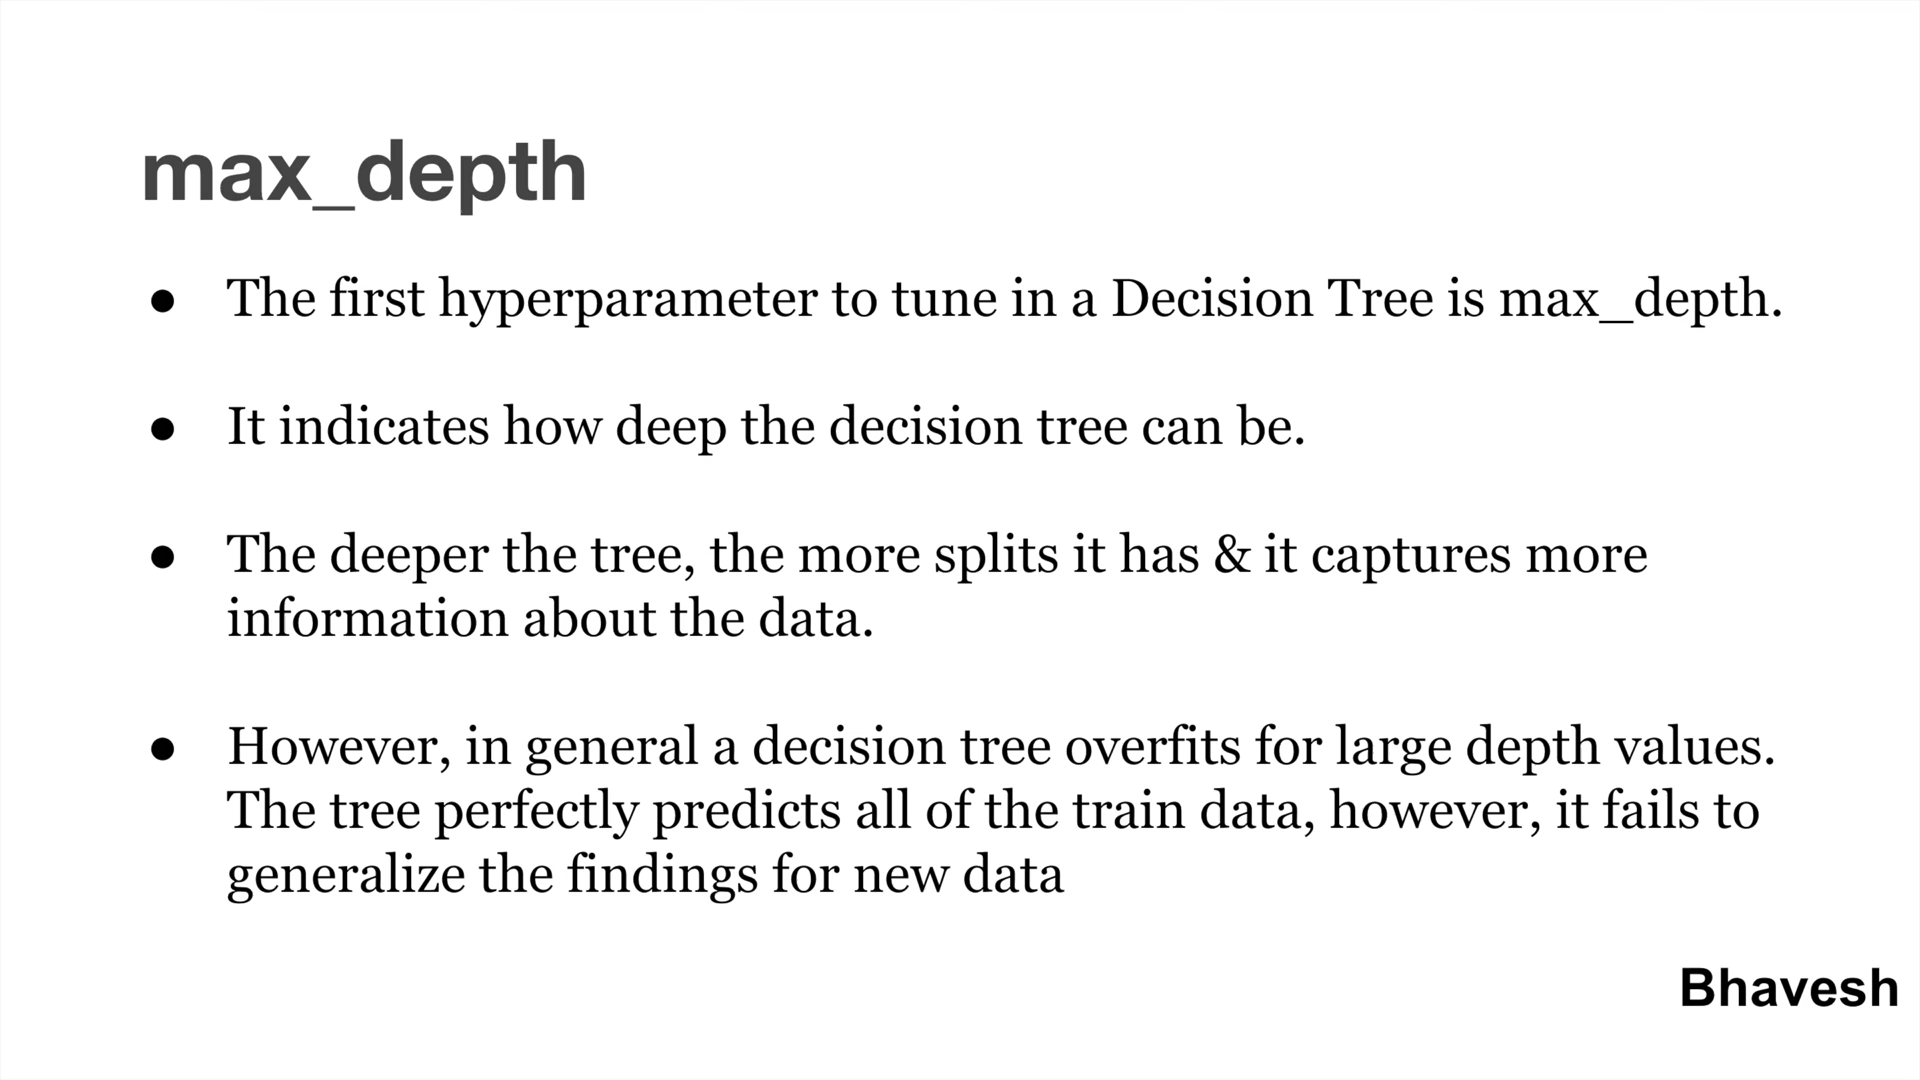 max_depth
● The first hyperparameter to tune in a Decision Tree is max_depth.
● It indicates how deep the decision tree can be.
● The deeper the tree, the more splits it has & it captures more
information about the data.
● However, in general a decision tree overfits for large depth values.
The tree perfectly predicts all of the train data, however, it fails to
generalize the findings for new data
Bhavesh